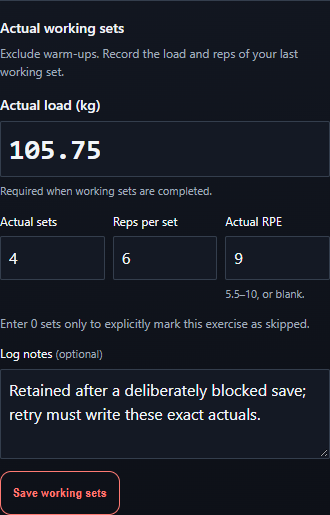 Actual working sets
Exclude warm-ups. Record the load and reps of your last
working set.
Actual load (kg)
105.75
Required when working sets are completed.
Actual sets
Reps per set
Actual RPE
4
6
9
5.5–10, or blank.
Enter 0 sets only to explicitly mark this exercise as skipped.
Log notes (optional)
Retained after a deliberately blocked save;
retry must write these exact actuals.
Save working sets